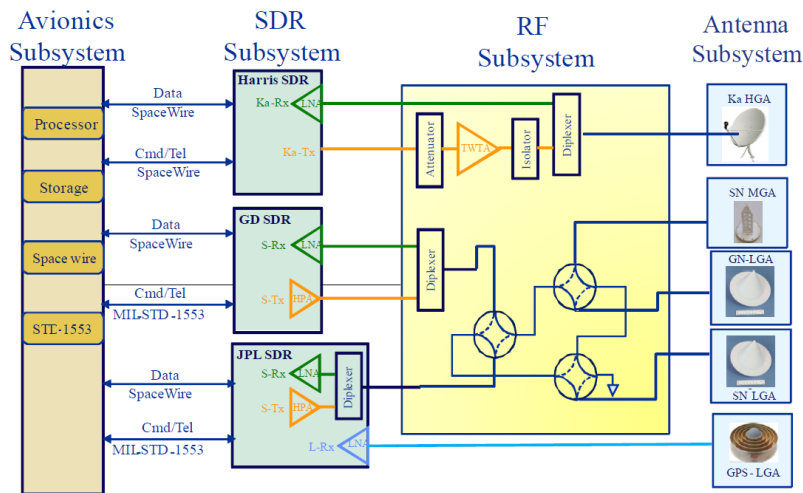 Avionics
Subsystem
SDR
Subsystem
RF
Subsystem
Antenna
Subsystem
Processor
Storage
Space wire
STE-1553
Data
SpaceWire
Cmd/Tel
SpaceWire
Data
SpaceWire
Cmd/Tel
MIL-STD-1553
Data
SpaceWire
Cmd/Tel
MIL-STD-1553
Harris SDR
Ka-Rx
LNA
Ka-Tx
GD SDR
S-Rx
LNA
S-Tx
HPA
JPL SDR
S-Rx
LNA
S-Tx
HPA
Diplexer
L-Rx
LNA
Attenuator
TWTA
Isolator
Diplexer
Diplexer
Ka HGA
SN MGA
GN-LGA
SN LGA
GPS - LGA